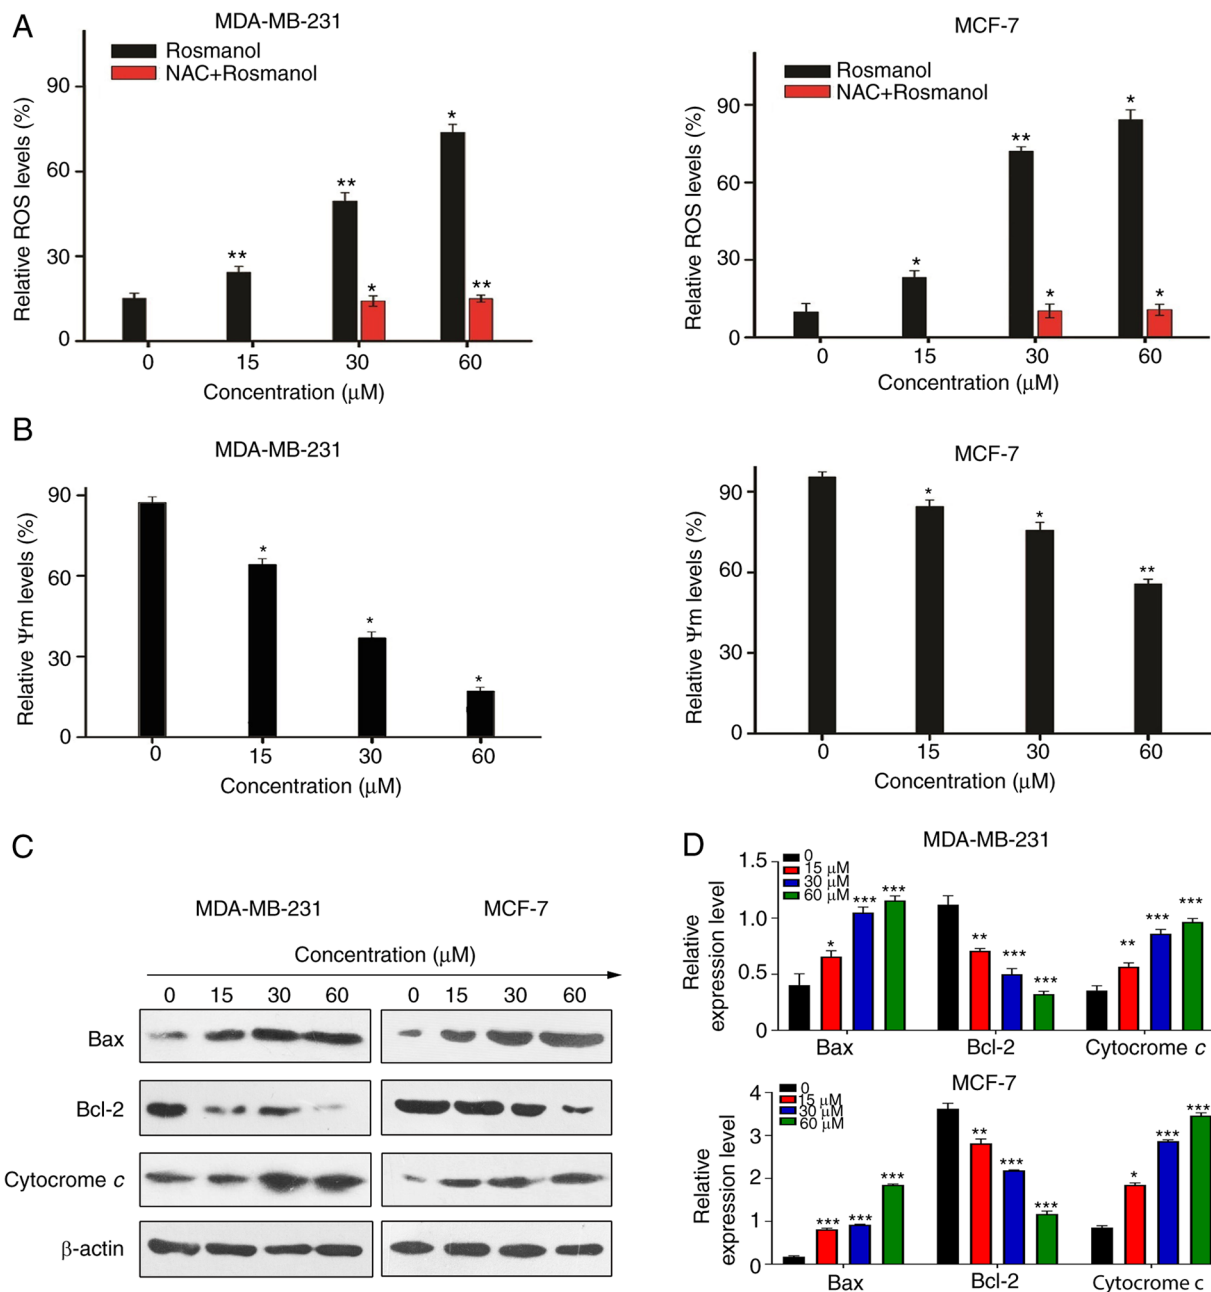 A
MDA-MB-231
Rosmanol
NAC+Rosmanol
Relative ROS levels (%)
90
60
30
0
**
**
*
*
**
0 15 30 60
Concentration (μM)
MCF-7
Rosmanol
NAC+Rosmanol
Relative ROS levels (%)
90
60
30
0
*
**
*
*
*
0 15 30 60
Concentration (μM)
B
MDA-MB-231
Relative Ψm levels (%)
90
60
30
0
*
*
*
0 15 30 60
Concentration (μM)
MCF-7
Relative Ψm levels (%)
90
60
30
0
*
*
**
0 15 30 60
Concentration (μM)
C
MDA-MB-231 MCF-7
Concentration (μM)
0 15 30 60 0 15 30 60
Bax
Bcl-2
Cytocrome c
β-actin
D
MDA-MB-231
0
15 μM
30 μM
60 μM
Relative
expression level
1.5
1.0
0.5
0
* *** ***
** *** ***
** *** ***
Bax Bcl-2 Cytocrome c
MCF-7
0
15 μM
30 μM
60 μM
Relative
expression level
4
3
2
1
0
*** *** ***
** *** ***
* *** ***
Bax Bcl-2 Cytocrome c